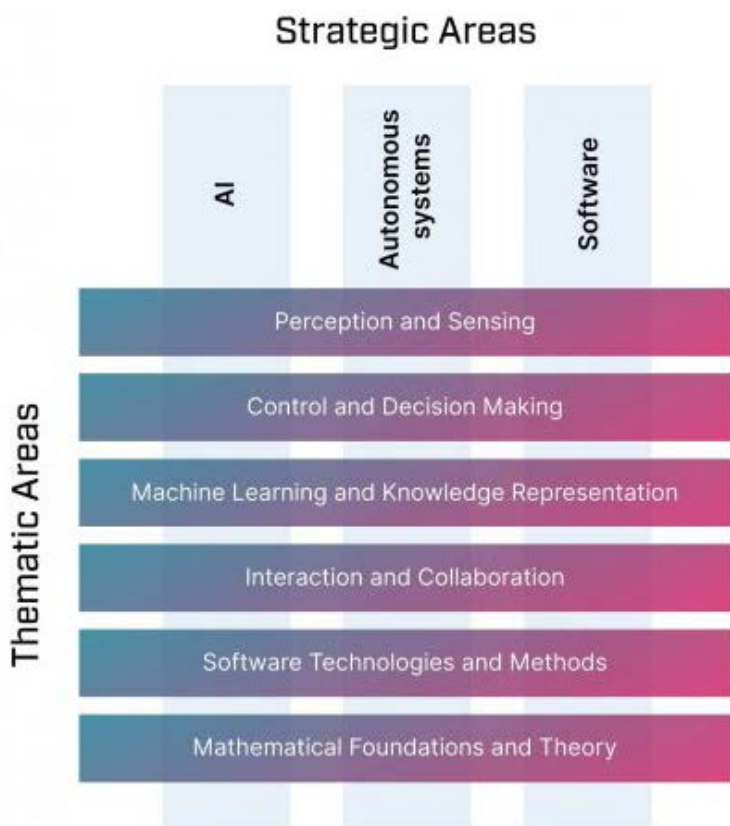 Strategic Areas
AI
Autonomous
systems
Software
Thematic Areas
Perception and Sensing
Control and Decision Making
Machine Learning and Knowledge Representation
Interaction and Collaboration
Software Technologies and Methods
Mathematical Foundations and Theory